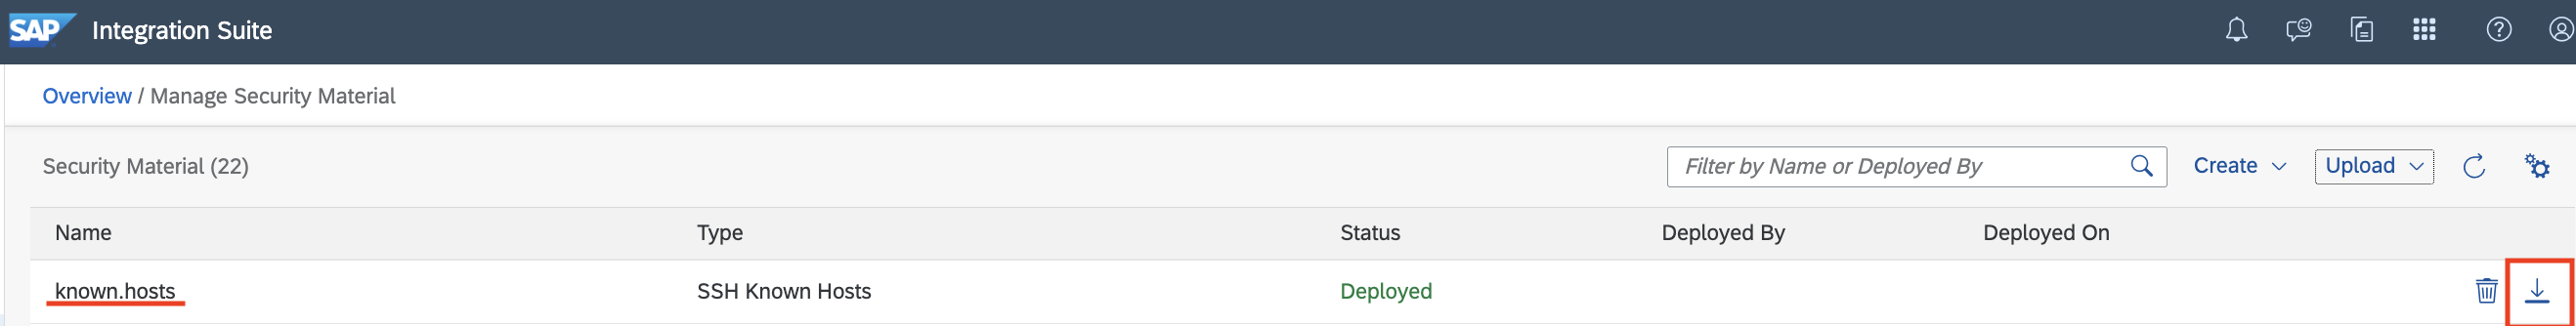 SAP Integration Suite
Overview / Manage Security Material
Security Material (22) Filter by Name or Deployed By Create Upload
Name Type Status Deployed By Deployed On
known.hosts SSH Known Hosts Deployed